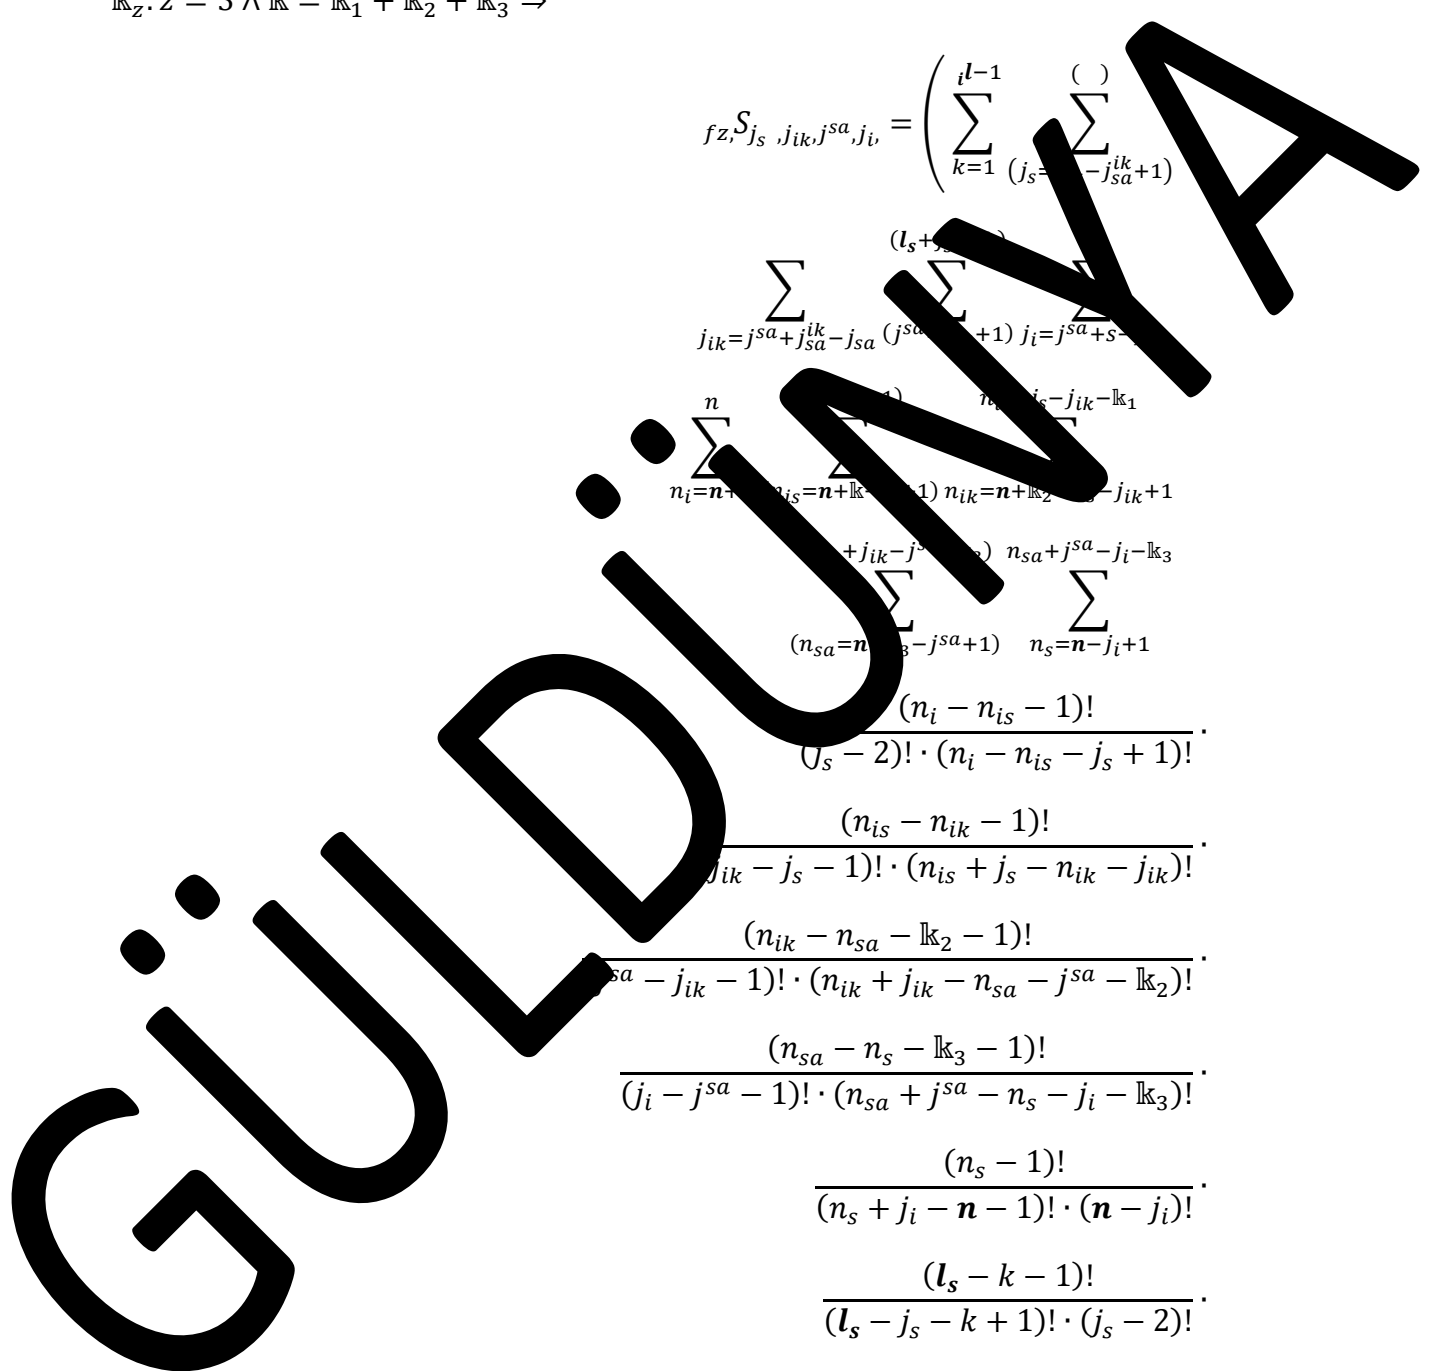 𝕜_z: z = 3 ∧ 𝕜 = 𝕜_1 + 𝕜_2 + 𝕜_3 ⇒
_{fz,}S_{j_s ,j_{ik},j^{sa},j_i,} = ( ∑_{k=1}^{_il−1} ∑_{(j_s= −j_{sa}^{ik}+1)}^{( )}
∑_{j_{ik}=j^{sa}+j_{sa}^{ik}−j_{sa}} ∑_{(j^{sa} +1)}^{(l_s+ )} ∑_{j_i=j^{sa}+s−}
∑_{n_i=n+}^{n} ∑_{n_{is}=n+𝕜 +1)} ∑_{n_{ik}=n+𝕜_2 −j_{ik}+1}^{ j_s−j_{ik}−𝕜_1}
∑_{(n_{sa}=n 𝕜_3−j^{sa}+1)}^{+j_{ik}−j^{sa} )} ∑_{n_s=n−j_i+1}^{n_{sa}+j^{sa}−j_i−𝕜_3}
(n_i − n_{is} − 1)!
(j_s − 2)! · (n_i − n_{is} − j_s + 1)! ·
(n_{is} − n_{ik} − 1)!
j_{ik} − j_s − 1)! · (n_{is} + j_s − n_{ik} − j_{ik})! ·
(n_{ik} − n_{sa} − 𝕜_2 − 1)!
j^{sa} − j_{ik} − 1)! · (n_{ik} + j_{ik} − n_{sa} − j^{sa} − 𝕜_2)! ·
(n_{sa} − n_s − 𝕜_3 − 1)!
(j_i − j^{sa} − 1)! · (n_{sa} + j^{sa} − n_s − j_i − 𝕜_3)! ·
(n_s − 1)!
(n_s + j_i − n − 1)! · (n − j_i)! ·
(l_s − k − 1)!
(l_s − j_s − k + 1)! · (j_s − 2)! ·
GÜLDÜNYA